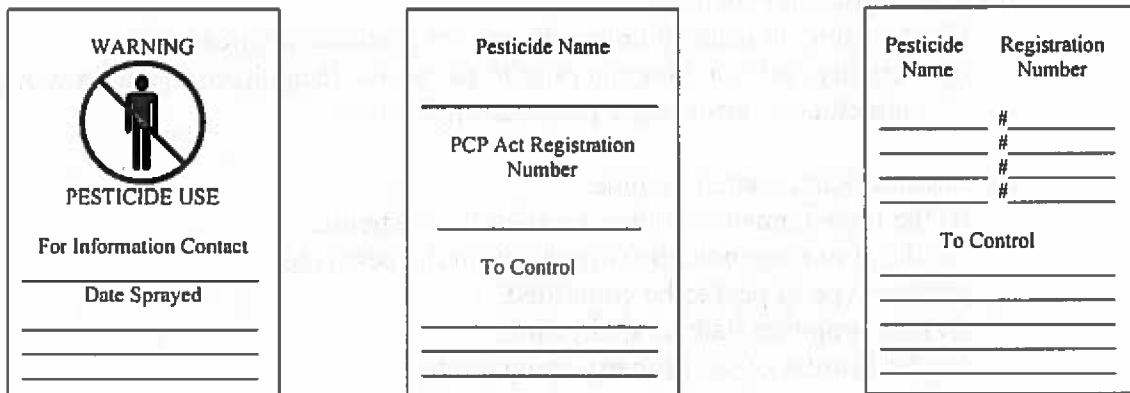 WARNING
PESTICIDE USE
For Information Contact
Date Sprayed
Pesticide Name
PCP Act Registration
Number
To Control
Pesticide Registration
Name Number
#
#
#
#
To Control